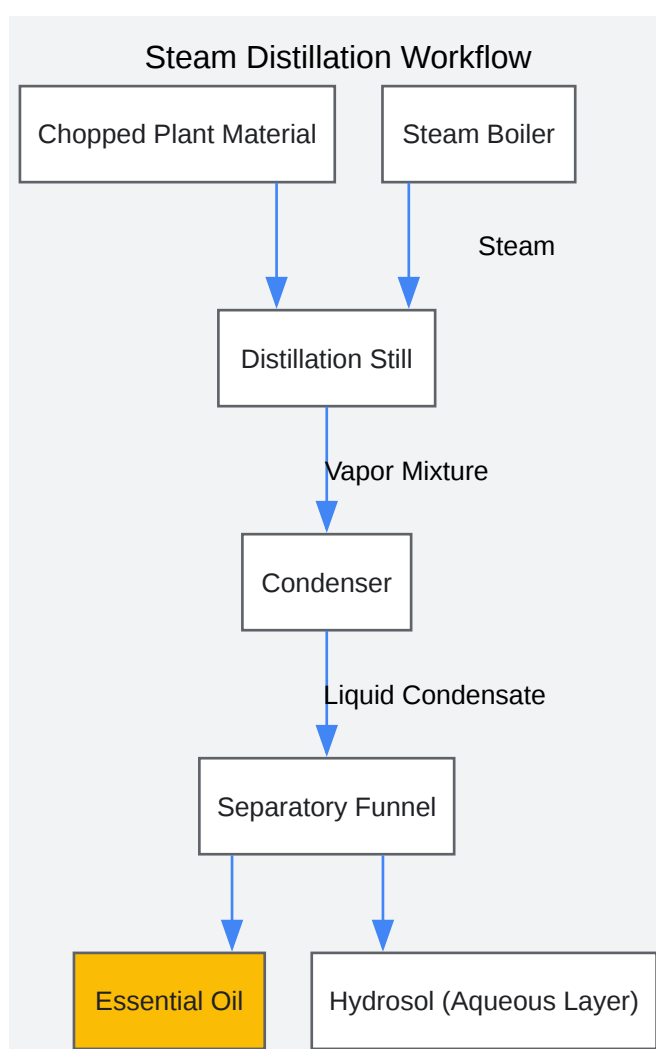 Steam Distillation Workflow
Chopped Plant Material
Steam Boiler
Steam
Distillation Still
Vapor Mixture
Condenser
Liquid Condensate
Separatory Funnel
Essential Oil
Hydrosol (Aqueous Layer)